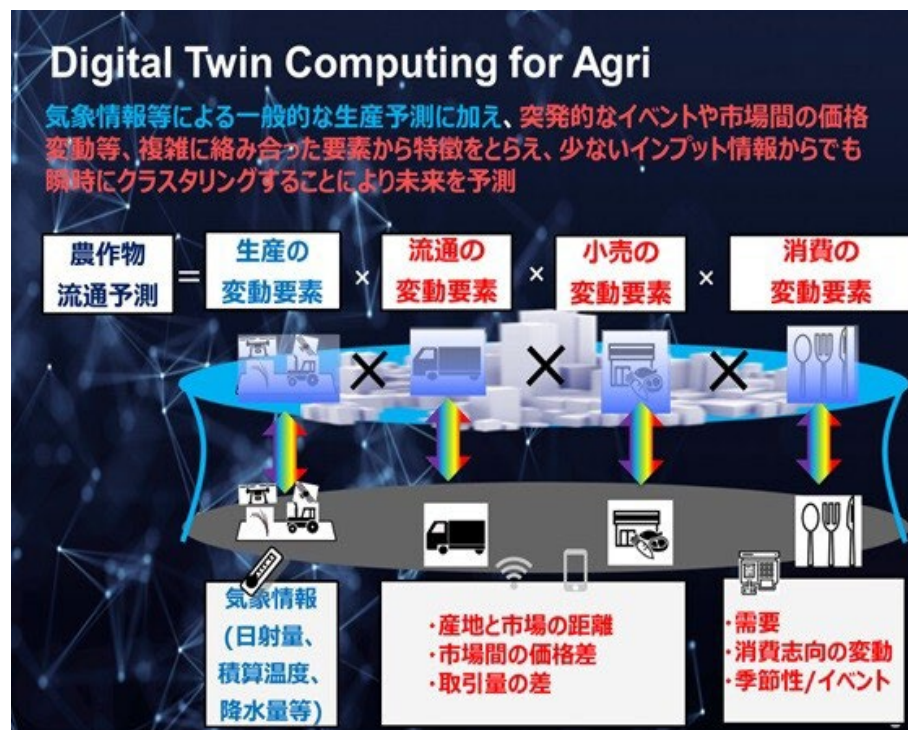 Digital Twin Computing for Agri
気象情報等による一般的な生産予測に加え、突発的なイベントや市場間の価格
変動等、複雑に絡み合った要素から特徴をとらえ、少ないインプット情報からでも
瞬時にクラスタリングすることにより未来を予測
農作物
流通予測
=
生産の
変動要素
×
流通の
変動要素
×
小売の
変動要素
×
消費の
変動要素
×
×
×
気象情報
(日射量、
積算温度、
降水量等)
・産地と市場の距離
・市場間の価格差
・取引量の差
・需要
・消費志向の変動
・季節性/イベント